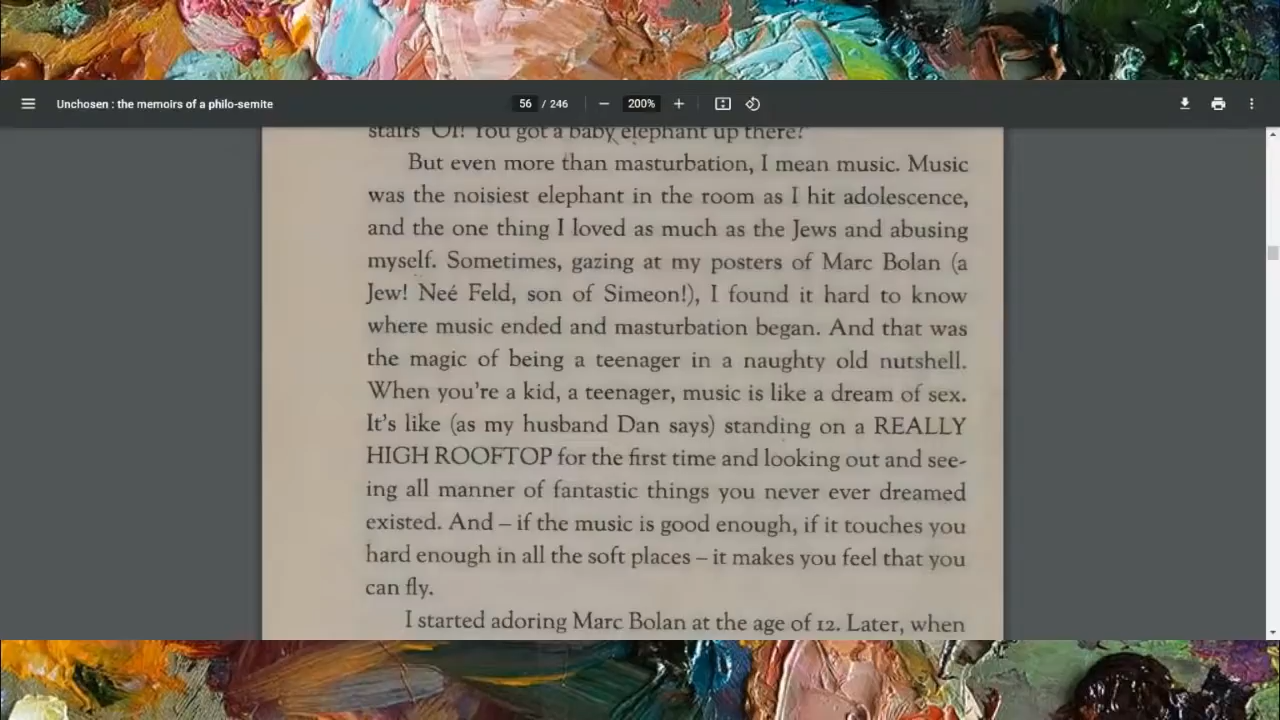 Unchosen : the memoirs of a philo-semite
56 / 246
200%
stairs 'OI! You got a baby elephant up there?'
But even more than masturbation, I mean music. Music
was the noisiest elephant in the room as I hit adolescence,
and the one thing I loved as much as the Jews and abusing
myself. Sometimes, gazing at my posters of Marc Bolan (a
Jew! Neé Feld, son of Simeon!), I found it hard to know
where music ended and masturbation began. And that was
the magic of being a teenager in a naughty old nutshell.
When you're a kid, a teenager, music is like a dream of sex.
It's like (as my husband Dan says) standing on a REALLY
HIGH ROOFTOP for the first time and looking out and see-
ing all manner of fantastic things you never ever dreamed
existed. And – if the music is good enough, if it touches you
hard enough in all the soft places – it makes you feel that you
can fly.
I started adoring Marc Bolan at the age of 12. Later, when